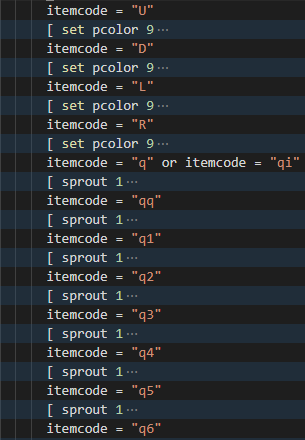 itemcode = "U"
[ set pcolor 9···
itemcode = "D"
[ set pcolor 9···
itemcode = "L"
[ set pcolor 9···
itemcode = "R"
[ set pcolor 9···
itemcode = "q" or itemcode = "qi"
[ sprout 1···
itemcode = "qq"
[ sprout 1···
itemcode = "q1"
[ sprout 1···
itemcode = "q2"
[ sprout 1···
itemcode = "q3"
[ sprout 1···
itemcode = "q4"
[ sprout 1···
itemcode = "q5"
[ sprout 1···
itemcode = "q6"